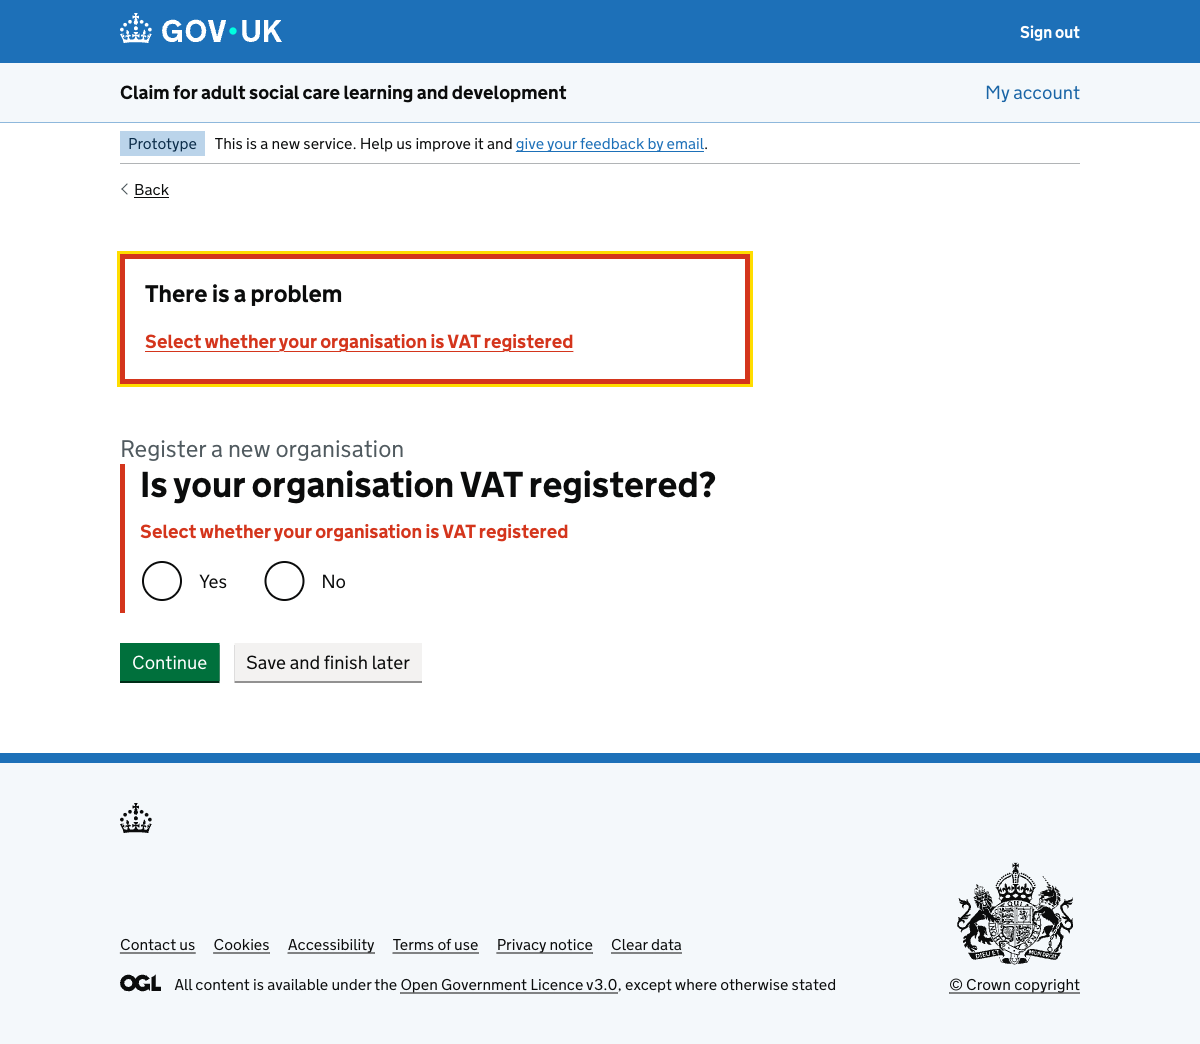 GOV·UK
Sign out
Claim for adult social care learning and development
My account
Prototype This is a new service. Help us improve it and give your feedback by email.
Back
There is a problem
Select whether your organisation is VAT registered
Register a new organisation
Is your organisation VAT registered?
Select whether your organisation is VAT registered
Yes No
Continue Save and finish later
Contact us Cookies Accessibility Terms of use Privacy notice Clear data
OGL All content is available under the Open Government Licence v3.0, except where otherwise stated
© Crown copyright